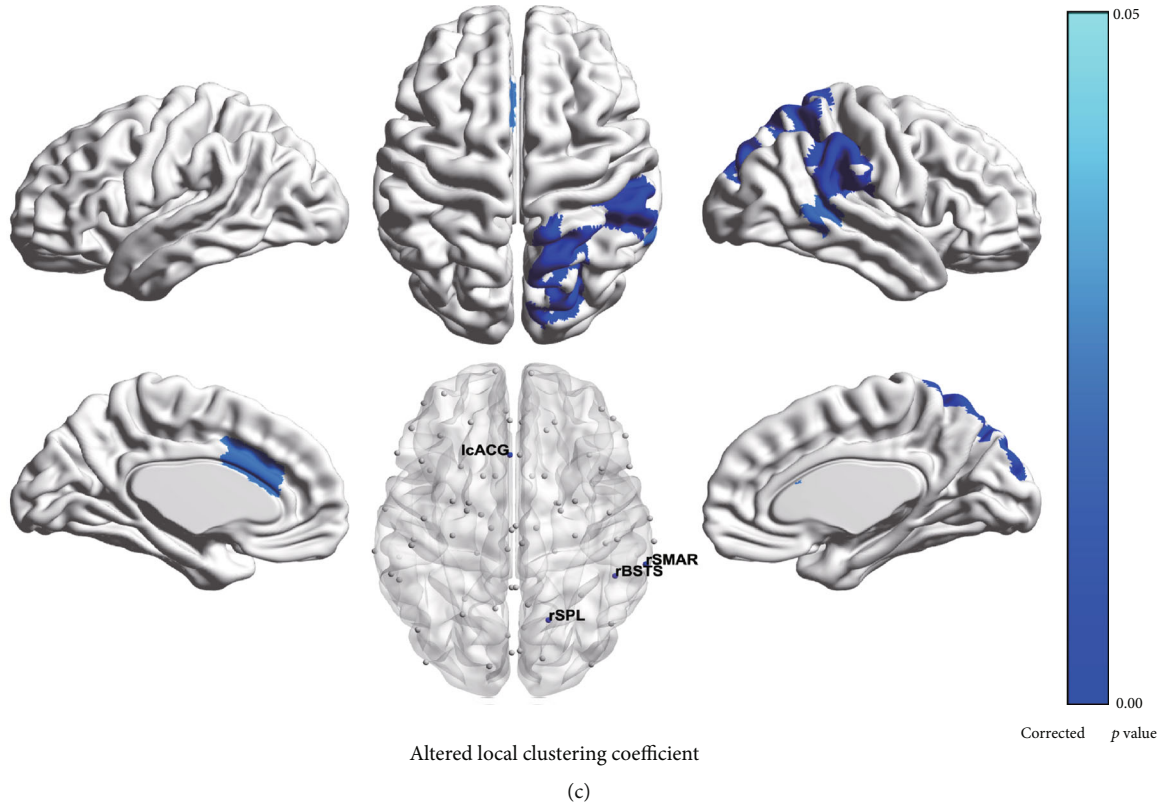 0.05
lcACG
rSMAR
rBSTS
rSPL
0.00
Corrected p value
Altered local clustering coefficient
(c)